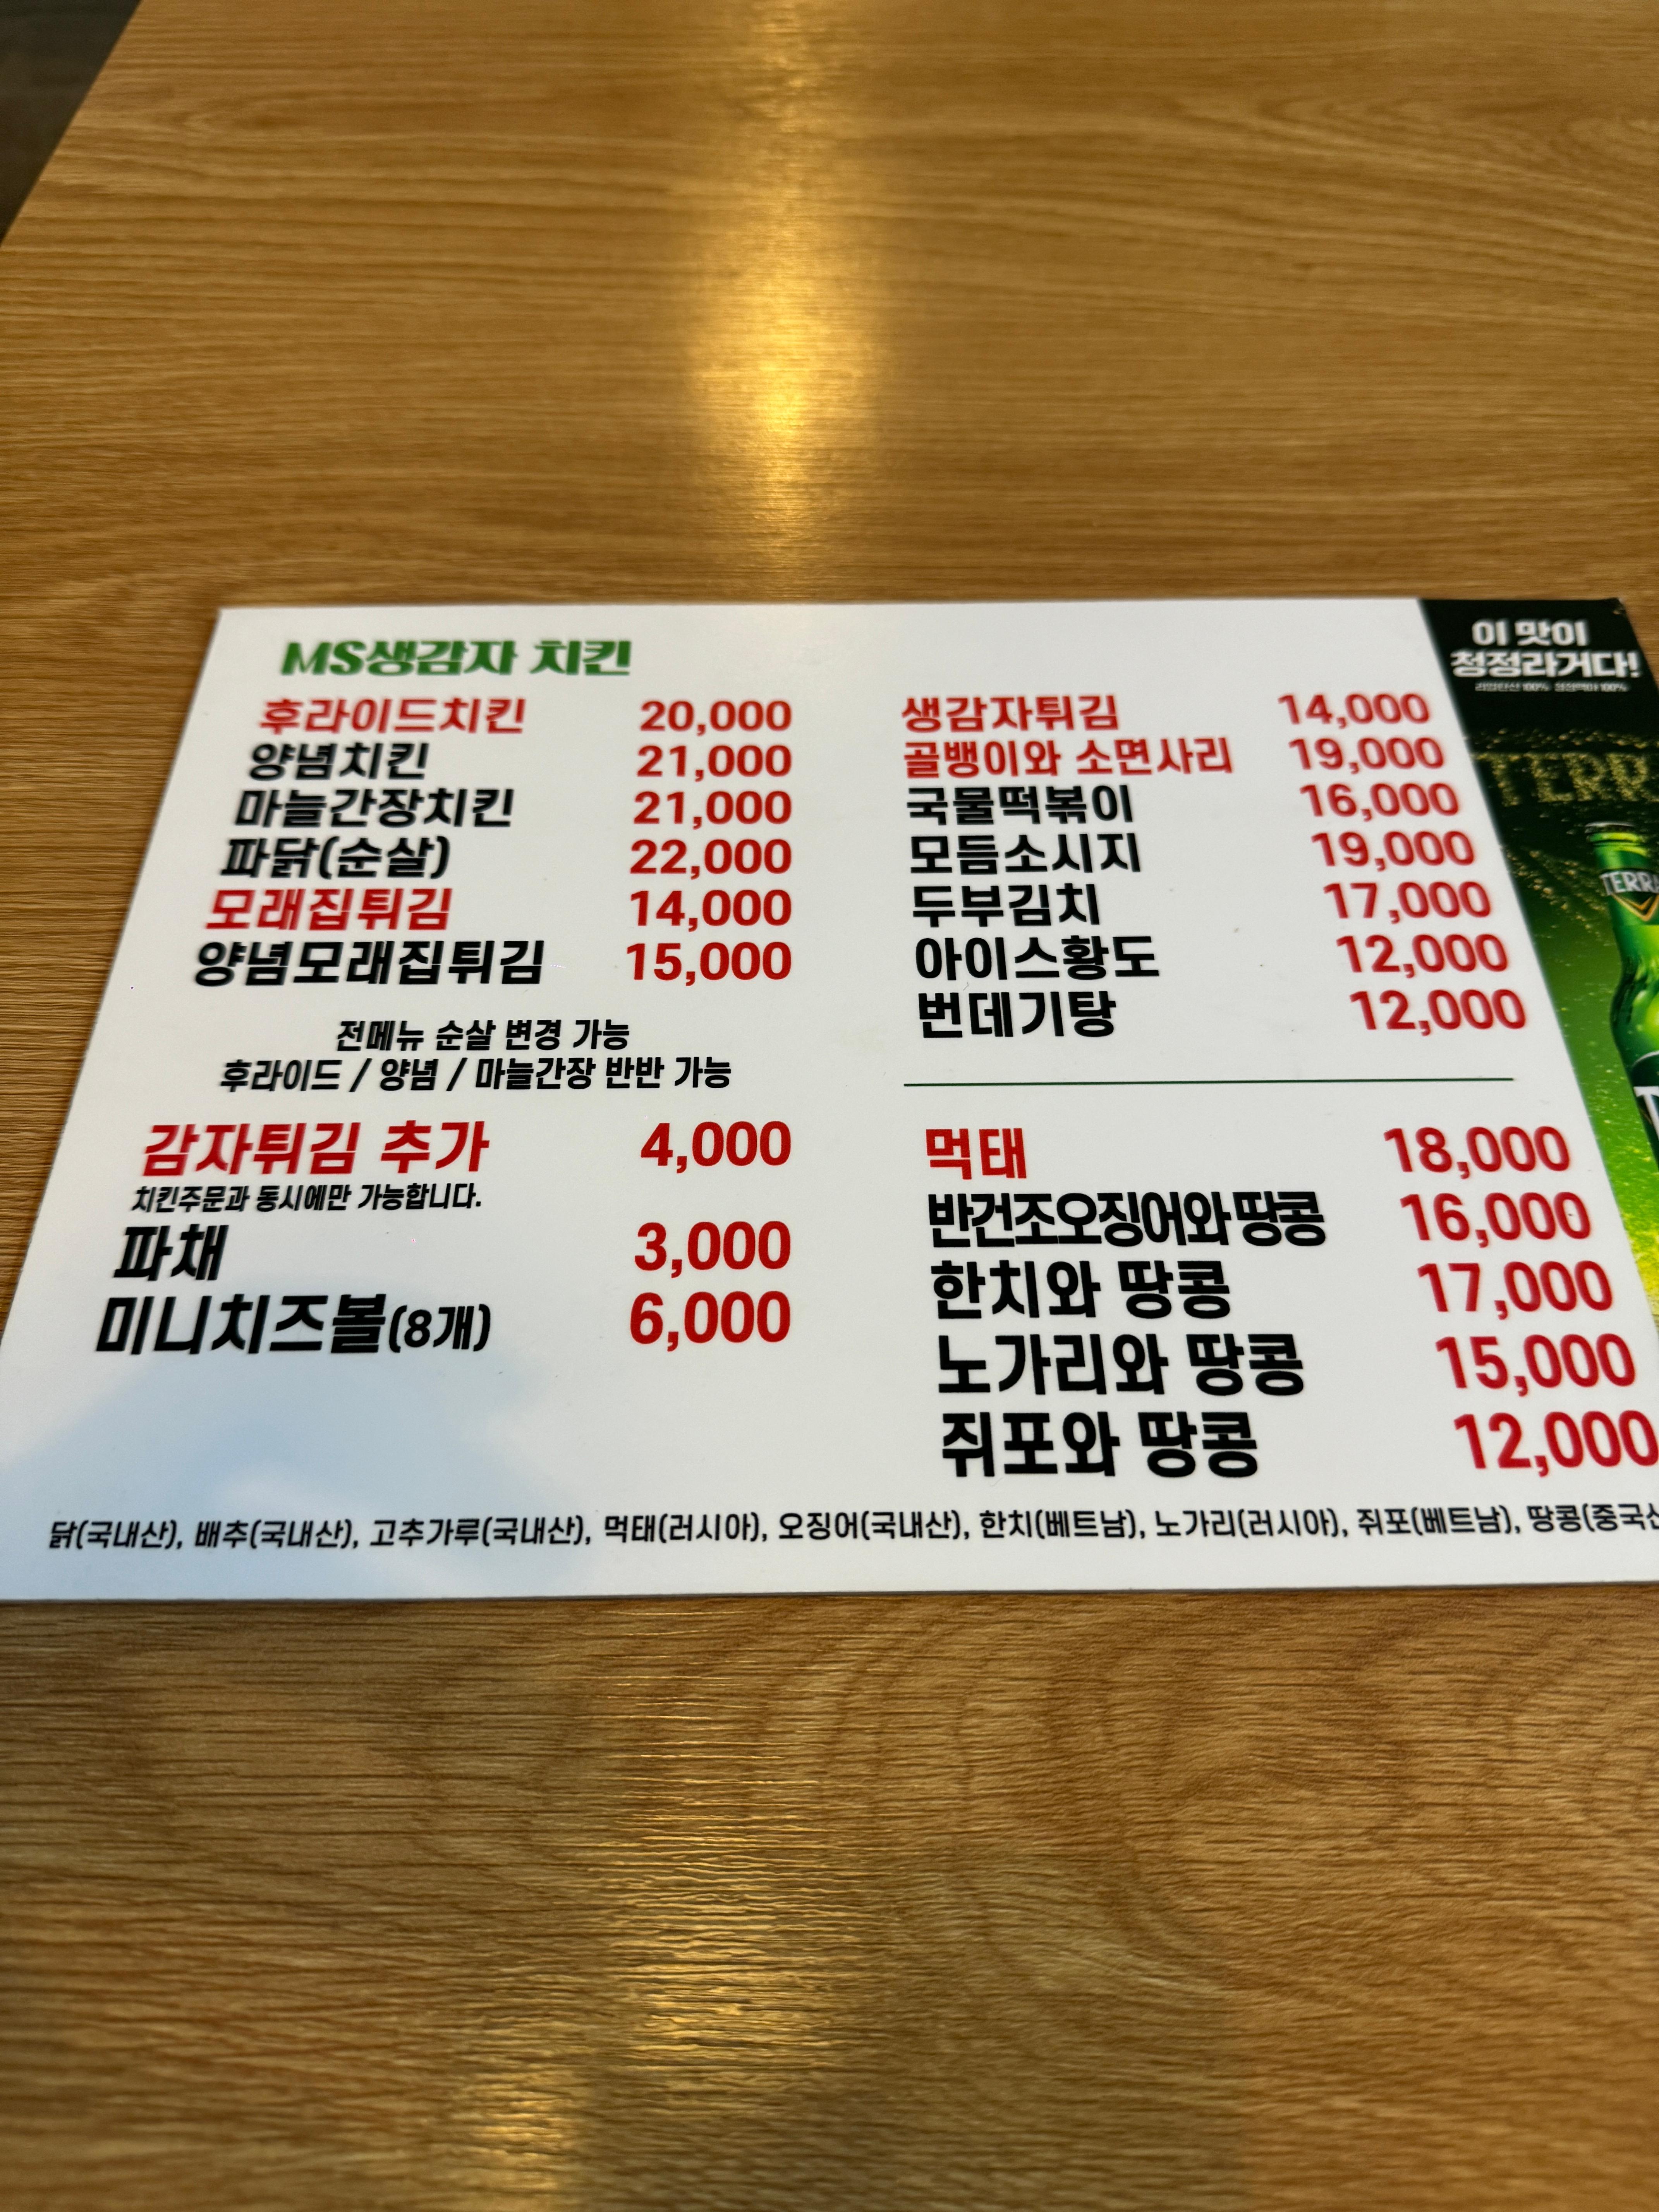 MS생감자 치킨
후라이드치킨 20,000
양념치킨 21,000
마늘간장치킨 21,000
파닭(순살) 22,000
모래집튀김 14,000
양념모래집튀김 15,000
전메뉴 순살 변경 가능
후라이드 / 양념 / 마늘간장 반반 가능
감자튀김 추가 4,000
치킨주문과 동시에만 가능합니다.
파채 3,000
미니치즈볼(8개) 6,000
생감자튀김 14,000
골뱅이와 소면사리 19,000
국물떡볶이 16,000
모듬소시지 19,000
두부김치 17,000
아이스황도 12,000
번데기탕 12,000
먹태 18,000
반건조오징어와 땅콩 16,000
한치와 땅콩 17,000
노가리와 땅콩 15,000
쥐포와 땅콩 12,000
닭(국내산), 배추(국내산), 고추가루(국내산), 먹태(러시아), 오징어(국내산), 한치(베트남), 노가리(러시아), 쥐포(베트남), 땅콩(중국산
이 맛이
청정라거다!
리얼탄산 100% 청정맥아 100%
TERR
TERRA